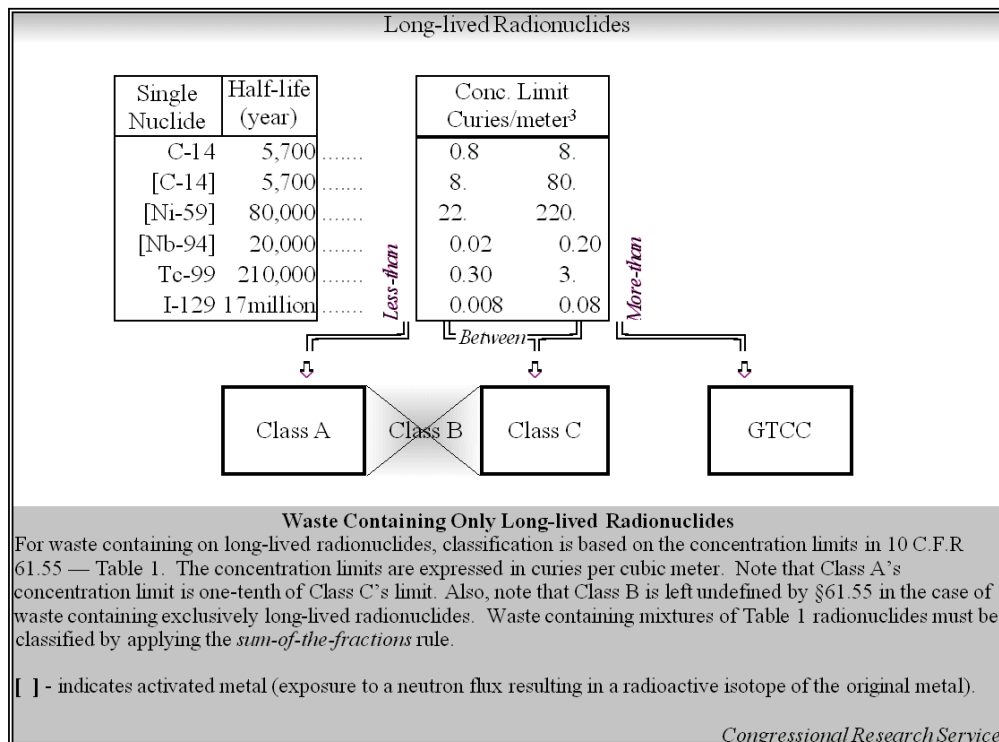 Long-lived Radionuclides
Single Nuclide Half-life (year) Conc. Limit Curies/meter³
C-14 5,700 ....... 0.8 8.
[C-14] 5,700 ....... 8. 80.
[Ni-59] 80,000 ....... 22. 220.
[Nb-94] 20,000 ....... 0.02 0.20
Tc-99 210,000 ....... 0.30 3.
I-129 17million ....... 0.008 0.08
Less-than
More-than
Between
Class A Class B Class C GTCC
Waste Containing Only Long-lived Radionuclides
For waste containing on long-lived radionuclides, classification is based on the concentration limits in 10 C.F.R
61.55 — Table 1. The concentration limits are expressed in curies per cubic meter. Note that Class A's
concentration limit is one-tenth of Class C's limit. Also, note that Class B is left undefined by §61.55 in the case of
waste containing exclusively long-lived radionuclides. Waste containing mixtures of Table 1 radionuclides must be
classified by applying the sum-of-the-fractions rule.
[ ] - indicates activated metal (exposure to a neutron flux resulting in a radioactive isotope of the original metal).
Congressional Research Service